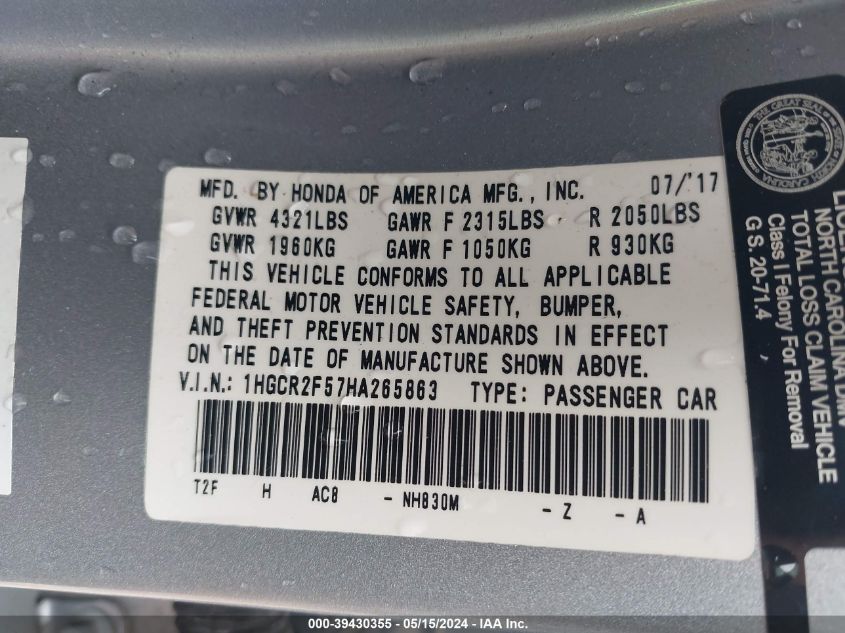 MFD. BY HONDA OF AMERICA MFG., INC. 07/'17
GVWR 4321LBS GAWR F 2315LBS R 2050LBS
GVWR 1960KG GAWR F 1050KG R 930KG
THIS VEHICLE CONFORMS TO ALL APPLICABLE
FEDERAL MOTOR VEHICLE SAFETY, BUMPER,
AND THEFT PREVENTION STANDARDS IN EFFECT
ON THE DATE OF MANUFACTURE SHOWN ABOVE.
V.I.N.: 1HGCR2F57HA265863 TYPE: PASSENGER CAR
T2F H AC8 - NH830M - Z - A
THE GREAT SEAL
NORTH CAROLINA DMV
TOTAL LOSS CLAIM VEHICLE
Class I Felony For Removal
G.S. 20-71.4
000-39430355 - 05/15/2024 - IAA Inc.